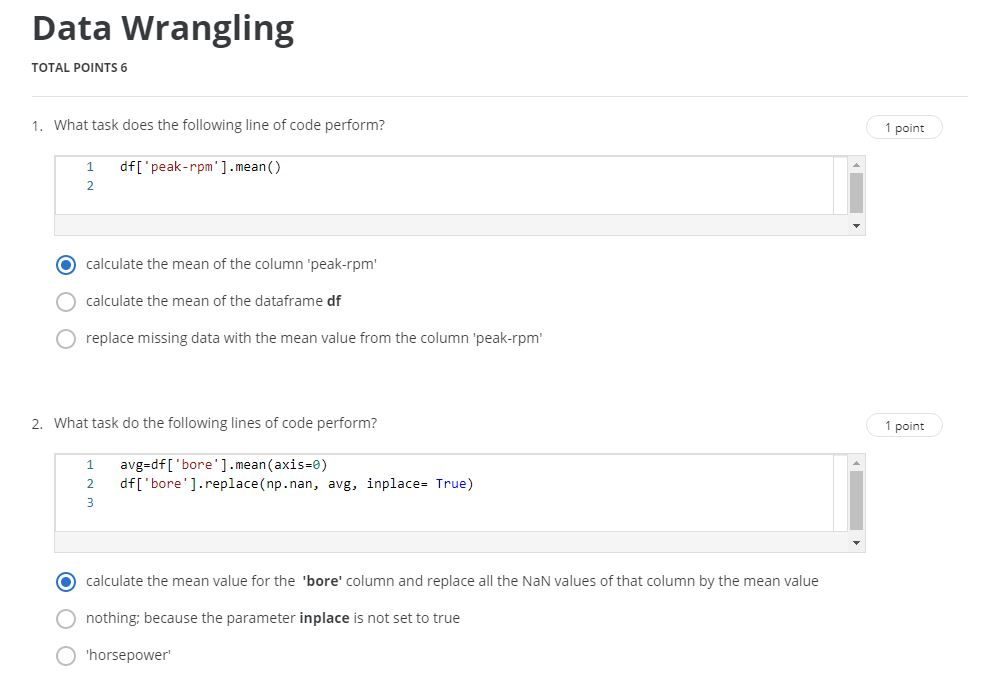 Data Wrangling
TOTAL POINTS 6
1. What task does the following line of code perform?
1 point
1 df['peak-rpm'].mean()
2
calculate the mean of the column 'peak-rpm'
calculate the mean of the dataframe df
replace missing data with the mean value from the column 'peak-rpm'
2. What task do the following lines of code perform?
1 point
1 avg=df['bore'].mean(axis=0)
2 df['bore'].replace(np.nan, avg, inplace= True)
3
calculate the mean value for the 'bore' column and replace all the NaN values of that column by the mean value
nothing; because the parameter inplace is not set to true
'horsepower'